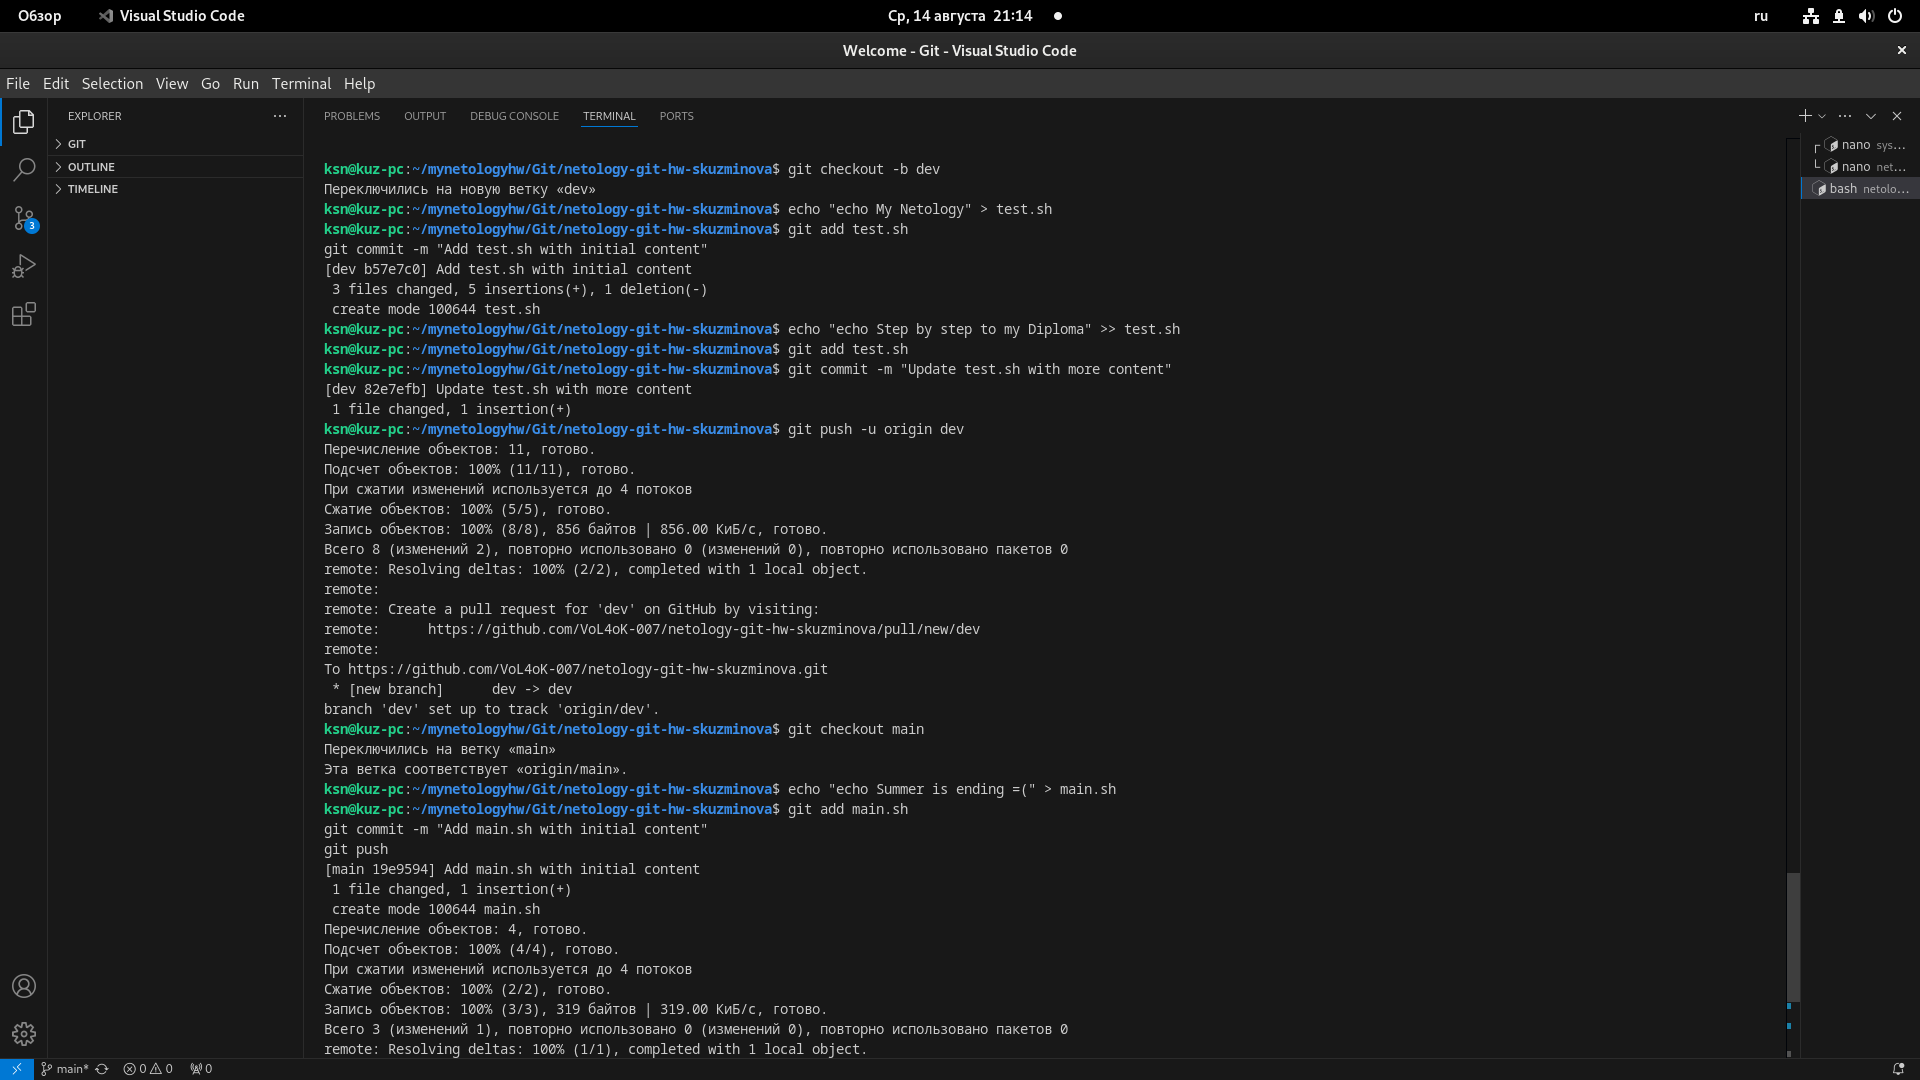 Обзор
Visual Studio Code
Ср, 14 августа 21:14
ru
Welcome - Git - Visual Studio Code
File Edit Selection View Go Run Terminal Help
EXPLORER
GIT
OUTLINE
TIMELINE
3
PROBLEMS OUTPUT DEBUG CONSOLE TERMINAL PORTS
nano sys...
nano net...
bash netolo...
ksn@kuz-pc:~/mynetologyhw/Git/netology-git-hw-skuzminova$ git checkout -b dev
Переключились на новую ветку «dev»
ksn@kuz-pc:~/mynetologyhw/Git/netology-git-hw-skuzminova$ echo "echo My Netology" > test.sh
ksn@kuz-pc:~/mynetologyhw/Git/netology-git-hw-skuzminova$ git add test.sh
git commit -m "Add test.sh with initial content"
[dev b57e7c0] Add test.sh with initial content
3 files changed, 5 insertions(+), 1 deletion(-)
create mode 100644 test.sh
ksn@kuz-pc:~/mynetologyhw/Git/netology-git-hw-skuzminova$ echo "echo Step by step to my Diploma" >> test.sh
ksn@kuz-pc:~/mynetologyhw/Git/netology-git-hw-skuzminova$ git add test.sh
ksn@kuz-pc:~/mynetologyhw/Git/netology-git-hw-skuzminova$ git commit -m "Update test.sh with more content"
[dev 82e7efb] Update test.sh with more content
1 file changed, 1 insertion(+)
ksn@kuz-pc:~/mynetologyhw/Git/netology-git-hw-skuzminova$ git push -u origin dev
Перечисление объектов: 11, готово.
Подсчет объектов: 100% (11/11), готово.
При сжатии изменений используется до 4 потоков
Сжатие объектов: 100% (5/5), готово.
Запись объектов: 100% (8/8), 856 байтов | 856.00 КиБ/с, готово.
Всего 8 (изменений 2), повторно использовано 0 (изменений 0), повторно использовано пакетов 0
remote: Resolving deltas: 100% (2/2), completed with 1 local object.
remote:
remote: Create a pull request for 'dev' on GitHub by visiting:
remote:      https://github.com/VoL4oK-007/netology-git-hw-skuzminova/pull/new/dev
remote:
To https://github.com/VoL4oK-007/netology-git-hw-skuzminova.git
* [new branch]      dev -> dev
branch 'dev' set up to track 'origin/dev'.
ksn@kuz-pc:~/mynetologyhw/Git/netology-git-hw-skuzminova$ git checkout main
Переключились на ветку «main»
Эта ветка соответствует «origin/main».
ksn@kuz-pc:~/mynetologyhw/Git/netology-git-hw-skuzminova$ echo "echo Summer is ending =(" > main.sh
ksn@kuz-pc:~/mynetologyhw/Git/netology-git-hw-skuzminova$ git add main.sh
git commit -m "Add main.sh with initial content"
git push
[main 19e9594] Add main.sh with initial content
1 file changed, 1 insertion(+)
create mode 100644 main.sh
Перечисление объектов: 4, готово.
Подсчет объектов: 100% (4/4), готово.
При сжатии изменений используется до 4 потоков
Сжатие объектов: 100% (2/2), готово.
Запись объектов: 100% (3/3), 319 байтов | 319.00 КиБ/с, готово.
Всего 3 (изменений 1), повторно использовано 0 (изменений 0), повторно использовано пакетов 0
remote: Resolving deltas: 100% (1/1), completed with 1 local object.
main* 0 0 0